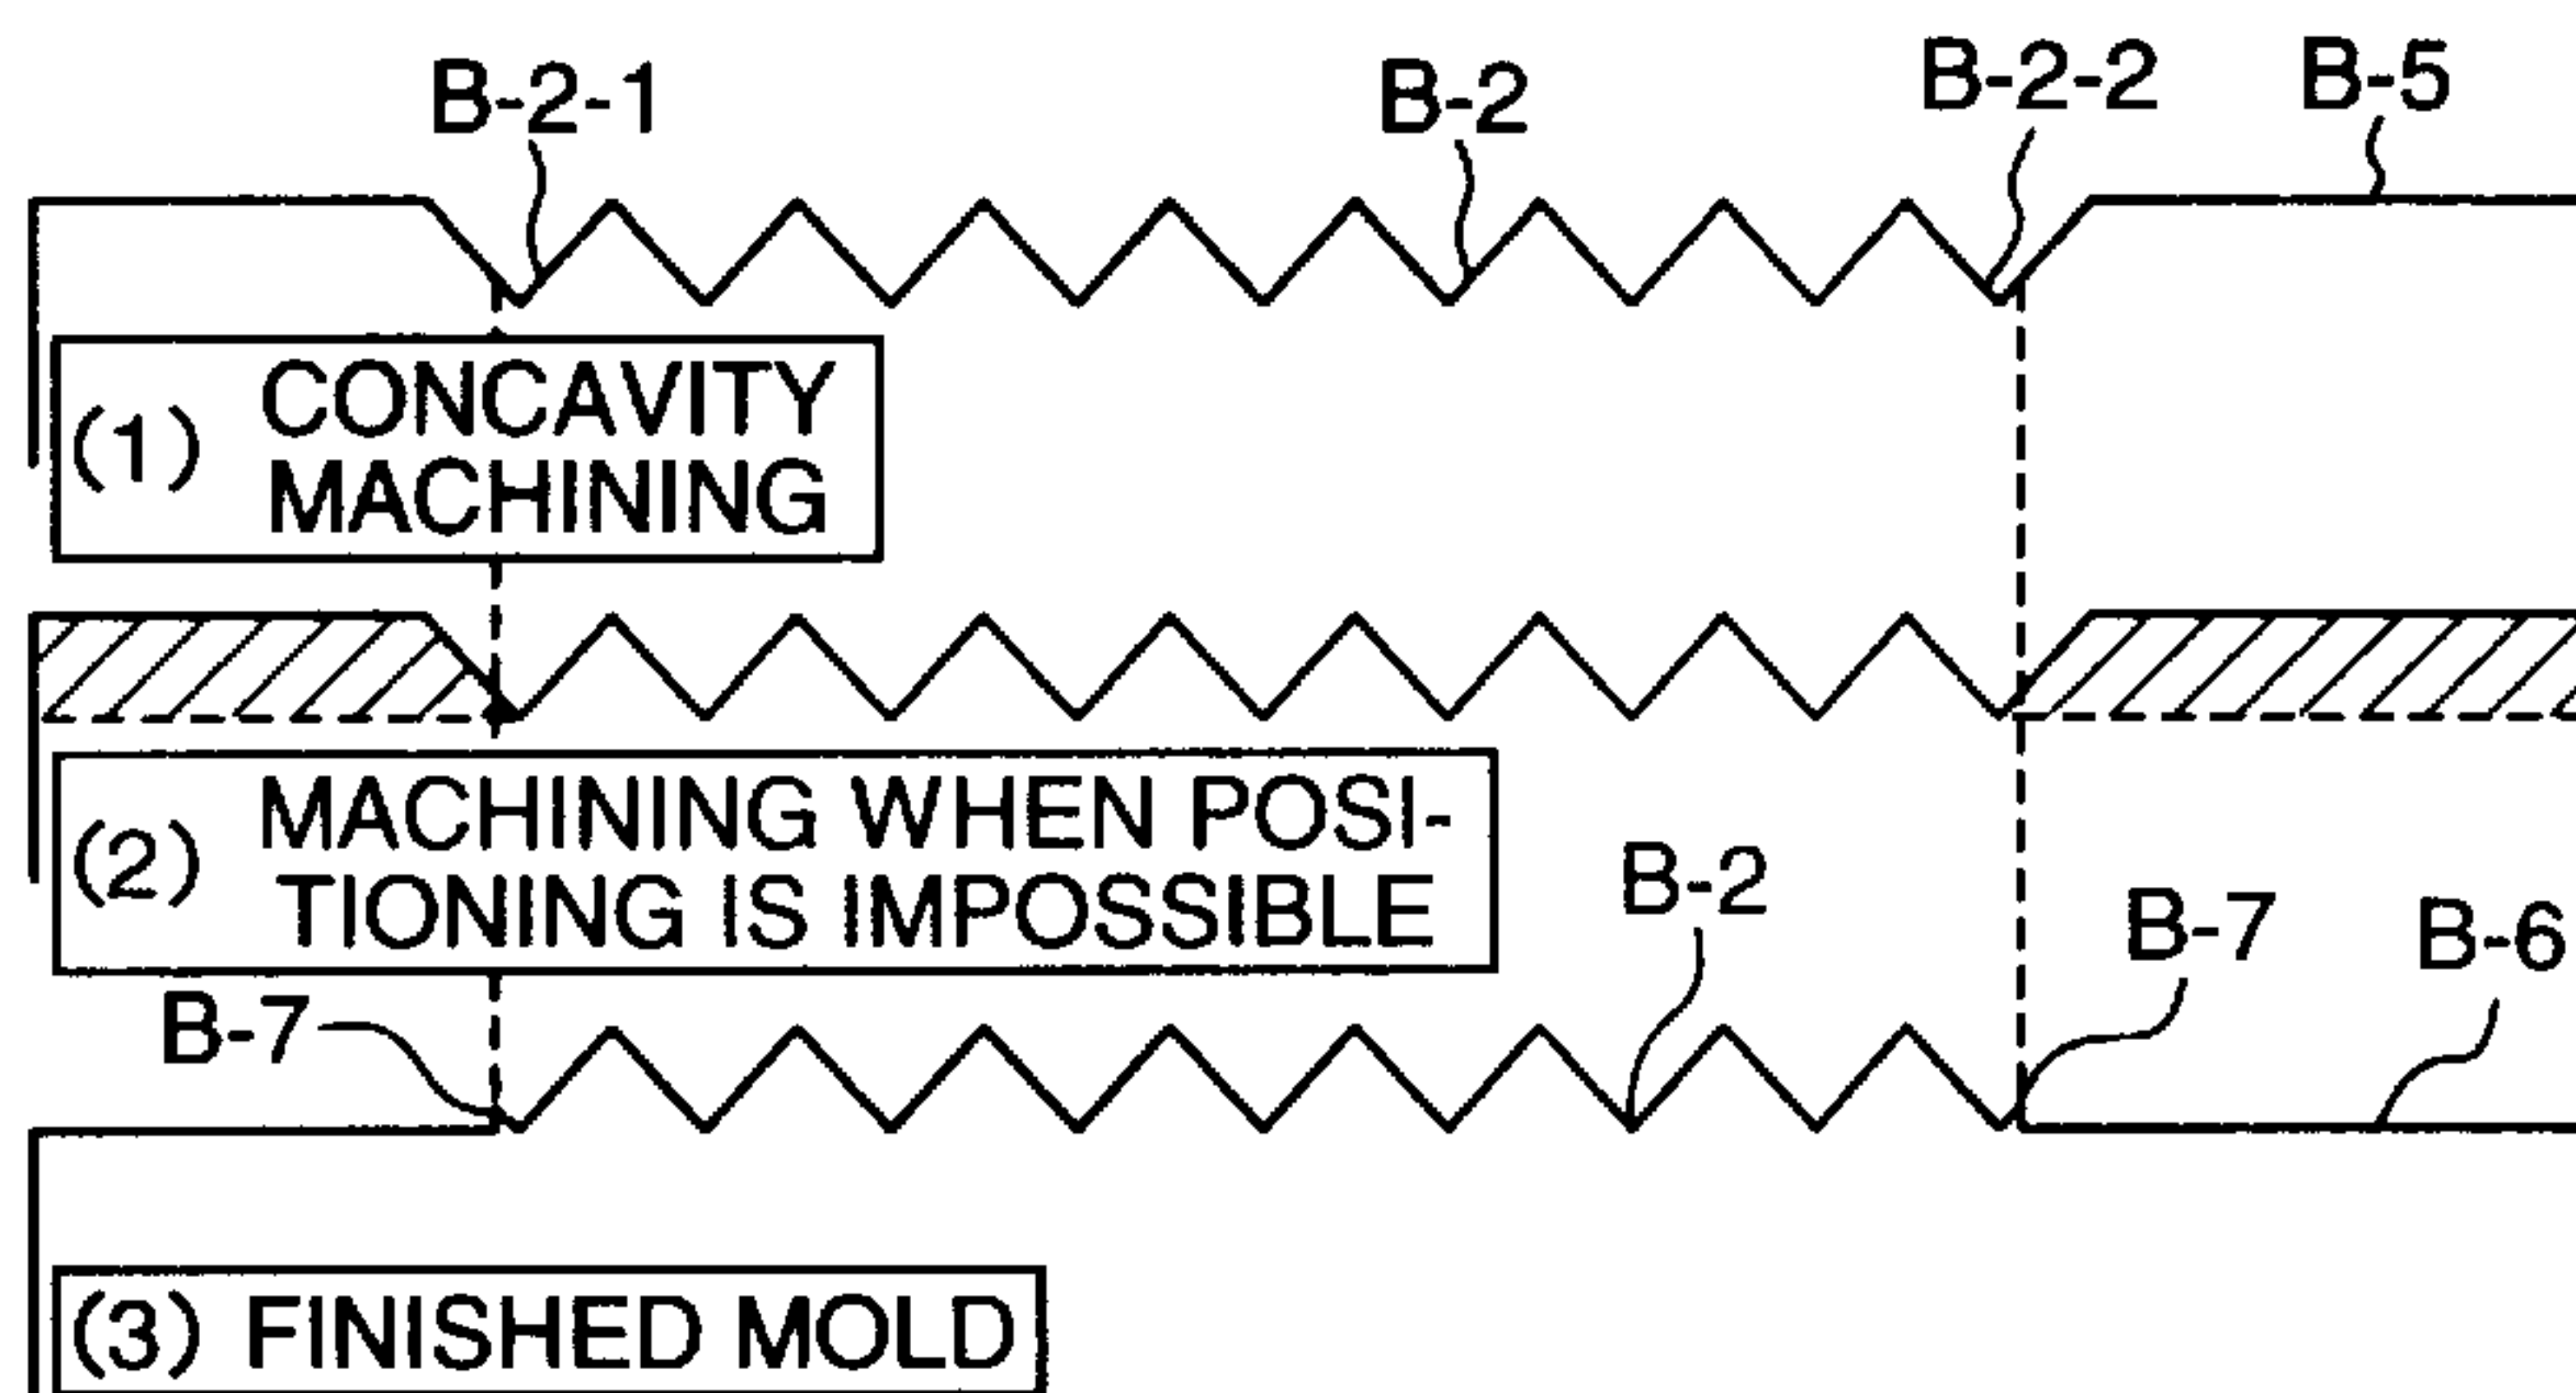 B-2-1
B-2
B-2-2
B-5
(1) CONCAVITY
MACHINING
(2) MACHINING WHEN POSI-
TIONING IS IMPOSSIBLE
B-2
B-7
B-6
B-7
(3) FINISHED MOLD